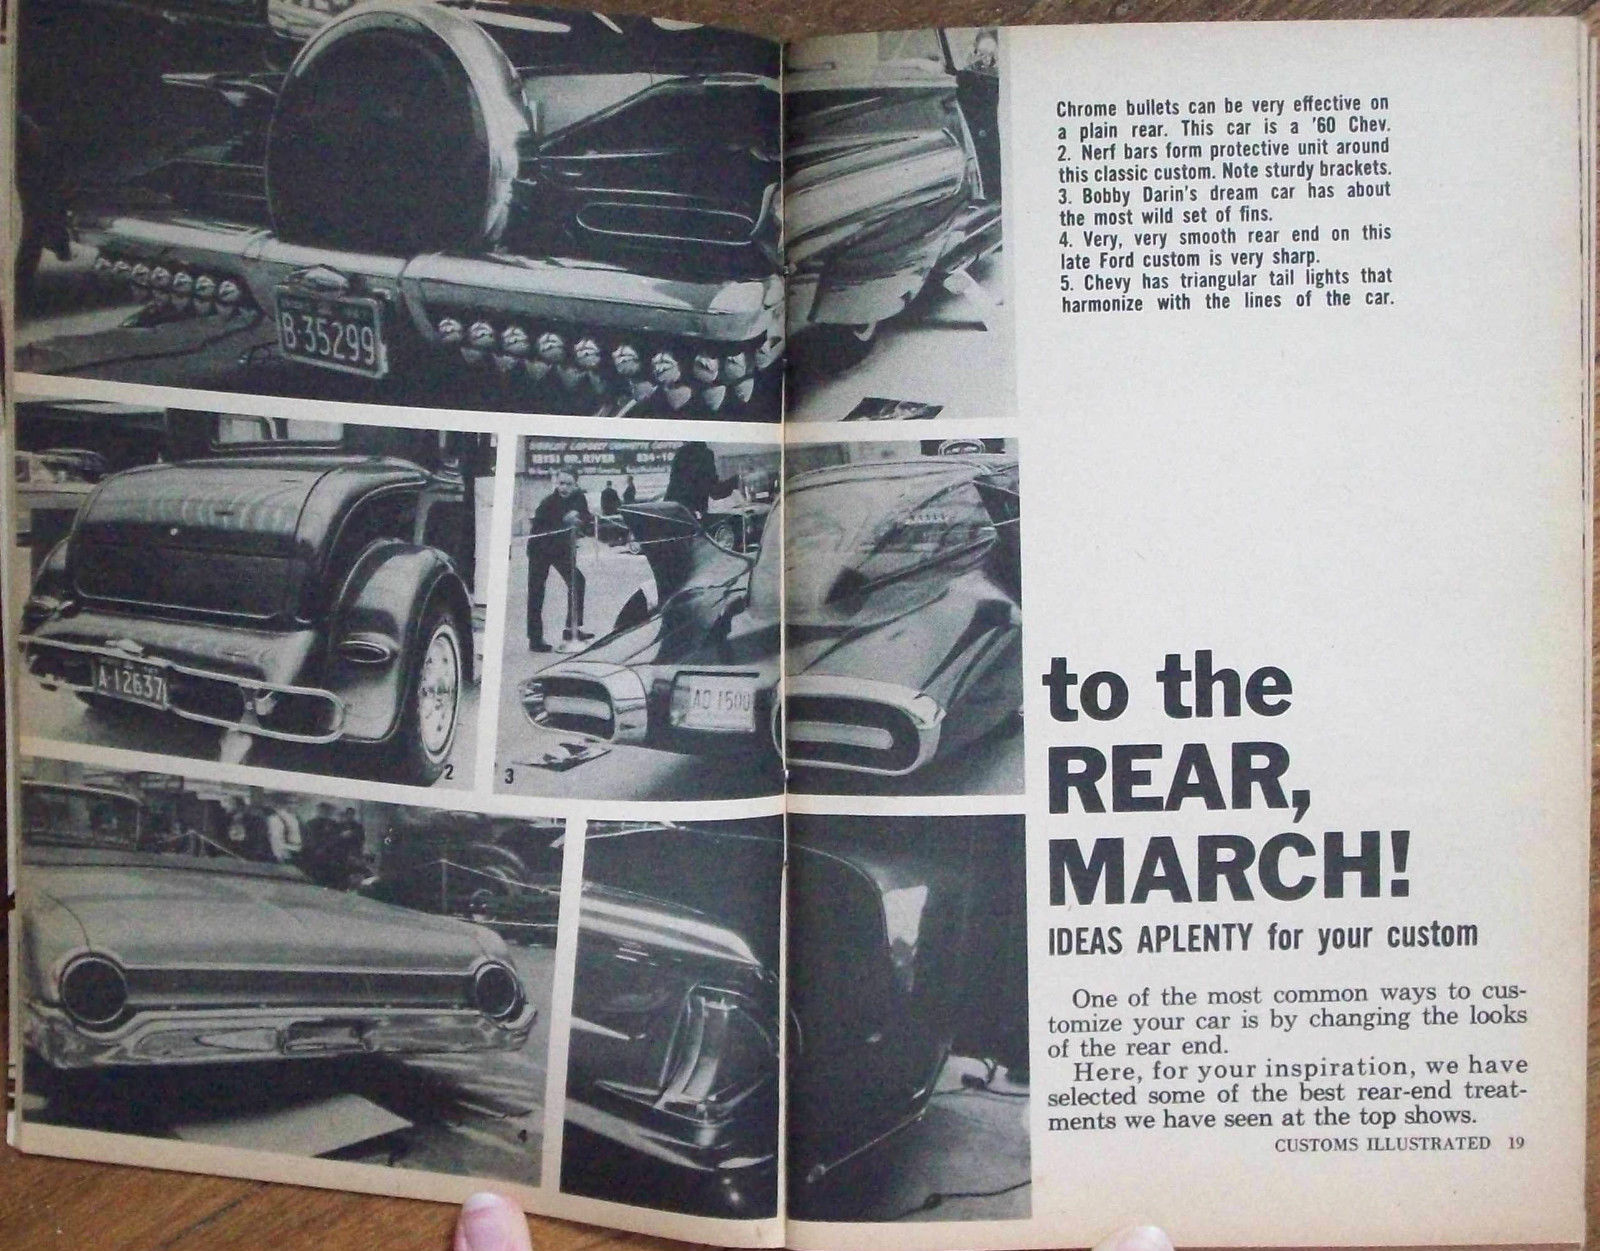 Chrome bullets can be very effective on
a plain rear. This car is a '60 Chev.
2. Nerf bars form protective unit around
this classic custom. Note sturdy brackets.
3. Bobby Darin's dream car has about
the most wild set of fins.
4. Very, very smooth rear end on this
late Ford custom is very sharp.
5. Chevy has triangular tail lights that
harmonize with the lines of the car.
B-35299
RIVER
A-12637
2
3
4
to the
REAR,
MARCH!
IDEAS APLENTY for your custom
One of the most common ways to cus-
tomize your car is by changing the looks
of the rear end.
Here, for your inspiration, we have
selected some of the best rear-end treat-
ments we have seen at the top shows.
CUSTOMS ILLUSTRATED 19